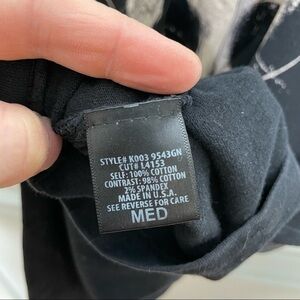 STYLE# K003 9543GN
CUT# L4153
SELF: 100% COTTON
CONTRAST: 98% COTTON
2% SPANDEX
MADE IN U.S.A.
SEE REVERSE FOR CARE
MED